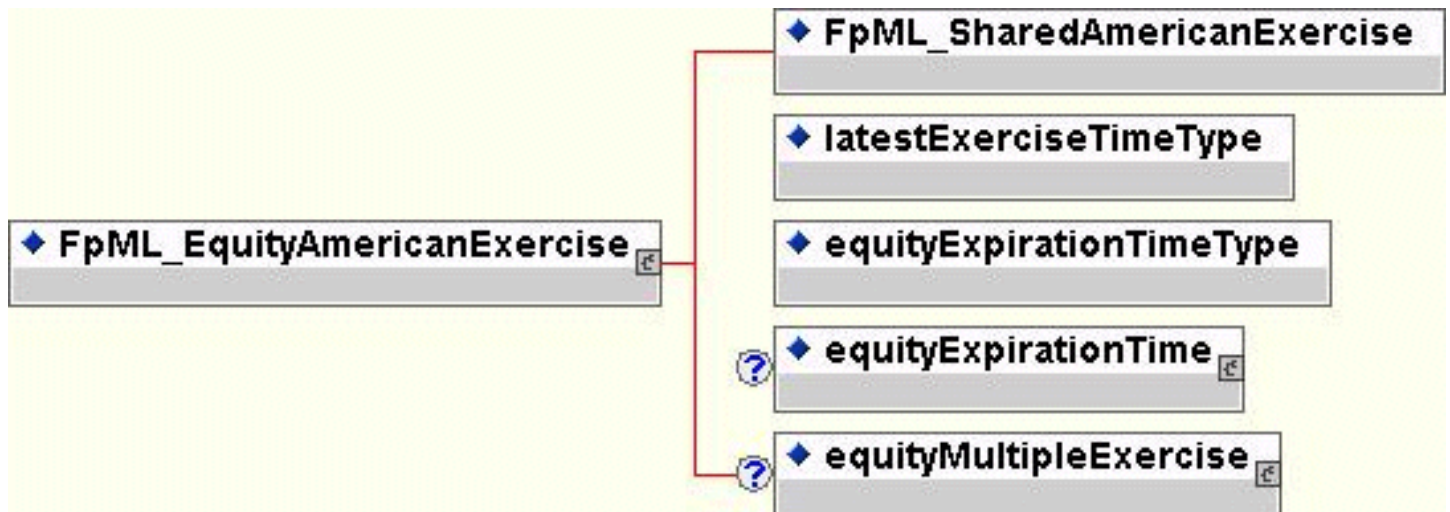 FpML_SharedAmericanExercise
latestExerciseTimeType
FpML_EquityAmericanExercise
equityExpirationTimeType
? equityExpirationTime
? equityMultipleExercise